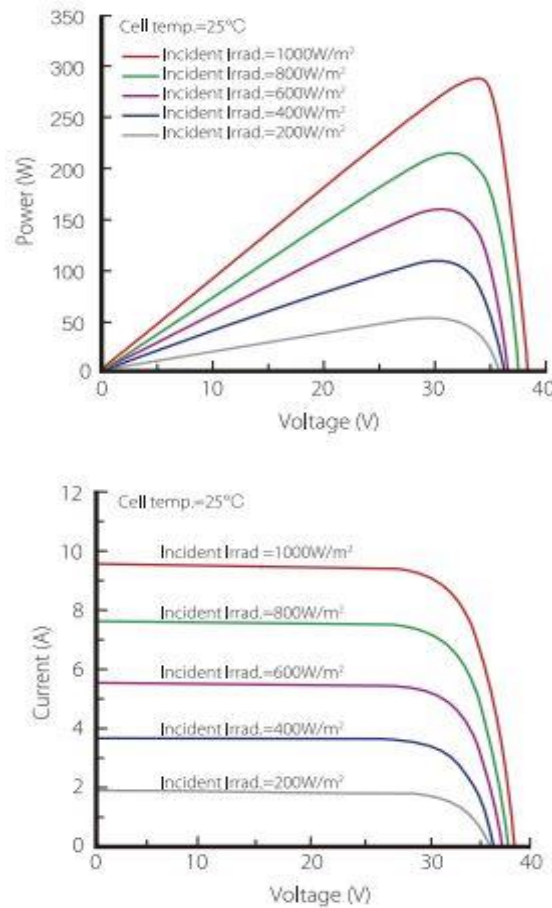 350
Cell temp.=25°C
300
Incident Irrad.=1000W/m²
Incident Irrad.=800W/m²
250
Incident Irrad.=600W/m²
Incident Irrad.=400W/m²
200
Incident Irrad.=200W/m²
Power (W)
150
100
50
0
0 10 20 30 40
Voltage (V)
12
Cell temp.=25°C
10
Incident Irrad.=1000W/m²
8
Incident Irrad.=800W/m²
Current (A)
6
Incident Irrad.=600W/m²
4
Incident Irrad.=400W/m²
2
Incident Irrad.=200W/m²
0
0 10 20 30 40
Voltage (V)